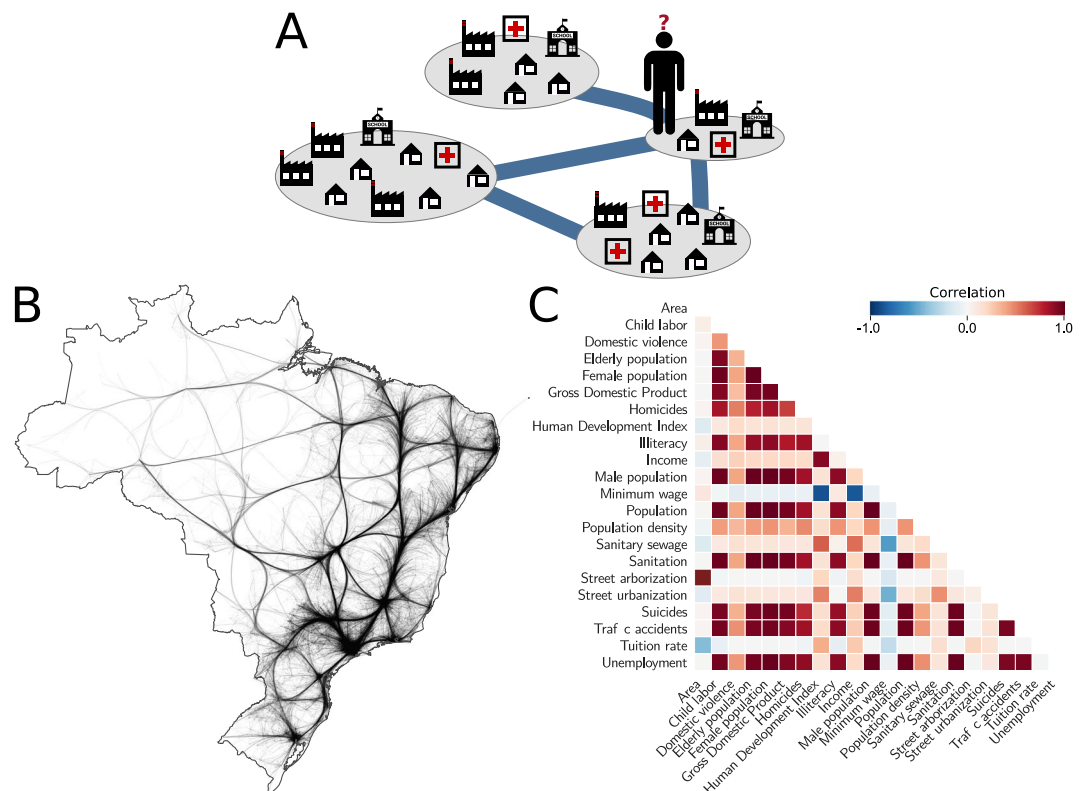 A
?
SCHOOL
SCHOOL
SCHOOL
SCHOOL
B
C
Correlation
-1.0 0.0 1.0
Area
Child labor
Domestic violence
Elderly population
Female population
Gross Domestic Product
Homicides
Human Development Index
Illiteracy
Income
Male population
Minimum wage
Population
Population density
Sanitary sewage
Sanitation
Street arborization
Street urbanization
Suicides
Traf c accidents
Tuition rate
Unemployment
Area
Child labor
Domestic violence
Elderly population
Female population
Gross Domestic Product
Homicides
Human Development Index
Illiteracy
Income
Male population
Minimum wage
Population
Population density
Sanitary sewage
Sanitation
Street arborization
Street urbanization
Suicides
Traf c accidents
Tuition rate
Unemployment